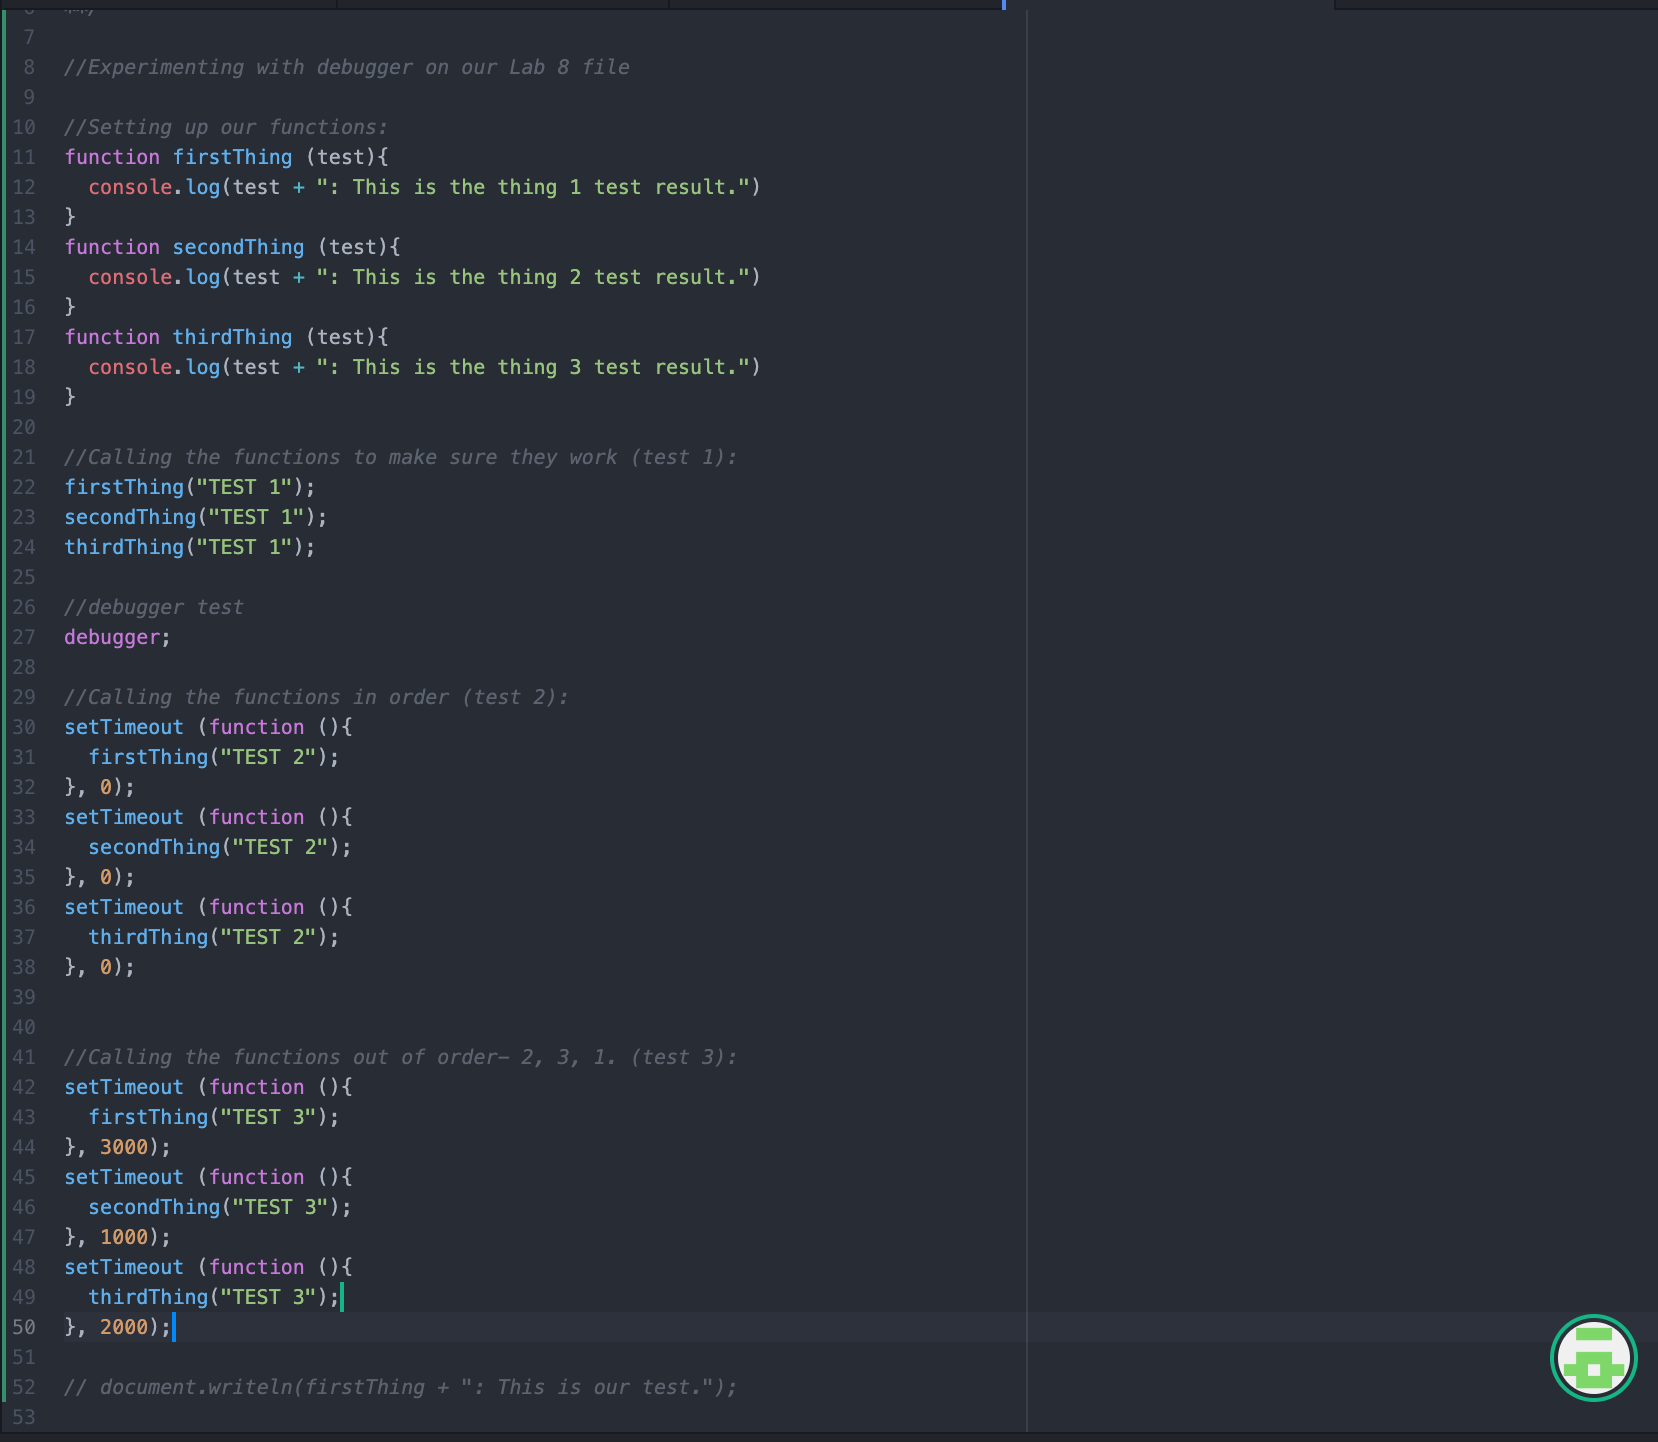 7
8 //Experimenting with debugger on our Lab 8 file
9
10 //Setting up our functions:
11 function firstThing (test){
12   console.log(test + ": This is the thing 1 test result.")
13 }
14 function secondThing (test){
15   console.log(test + ": This is the thing 2 test result.")
16 }
17 function thirdThing (test){
18   console.log(test + ": This is the thing 3 test result.")
19 }
20
21 //Calling the functions to make sure they work (test 1):
22 firstThing("TEST 1");
23 secondThing("TEST 1");
24 thirdThing("TEST 1");
25
26 //debugger test
27 debugger;
28
29 //Calling the functions in order (test 2):
30 setTimeout (function (){
31   firstThing("TEST 2");
32 }, 0);
33 setTimeout (function (){
34   secondThing("TEST 2");
35 }, 0);
36 setTimeout (function (){
37   thirdThing("TEST 2");
38 }, 0);
39
40
41 //Calling the functions out of order- 2, 3, 1. (test 3):
42 setTimeout (function (){
43   firstThing("TEST 3");
44 }, 3000);
45 setTimeout (function (){
46   secondThing("TEST 3");
47 }, 1000);
48 setTimeout (function (){
49   thirdThing("TEST 3");
50 }, 2000);
51
52 // document.writeln(firstThing + ": This is our test.");
53